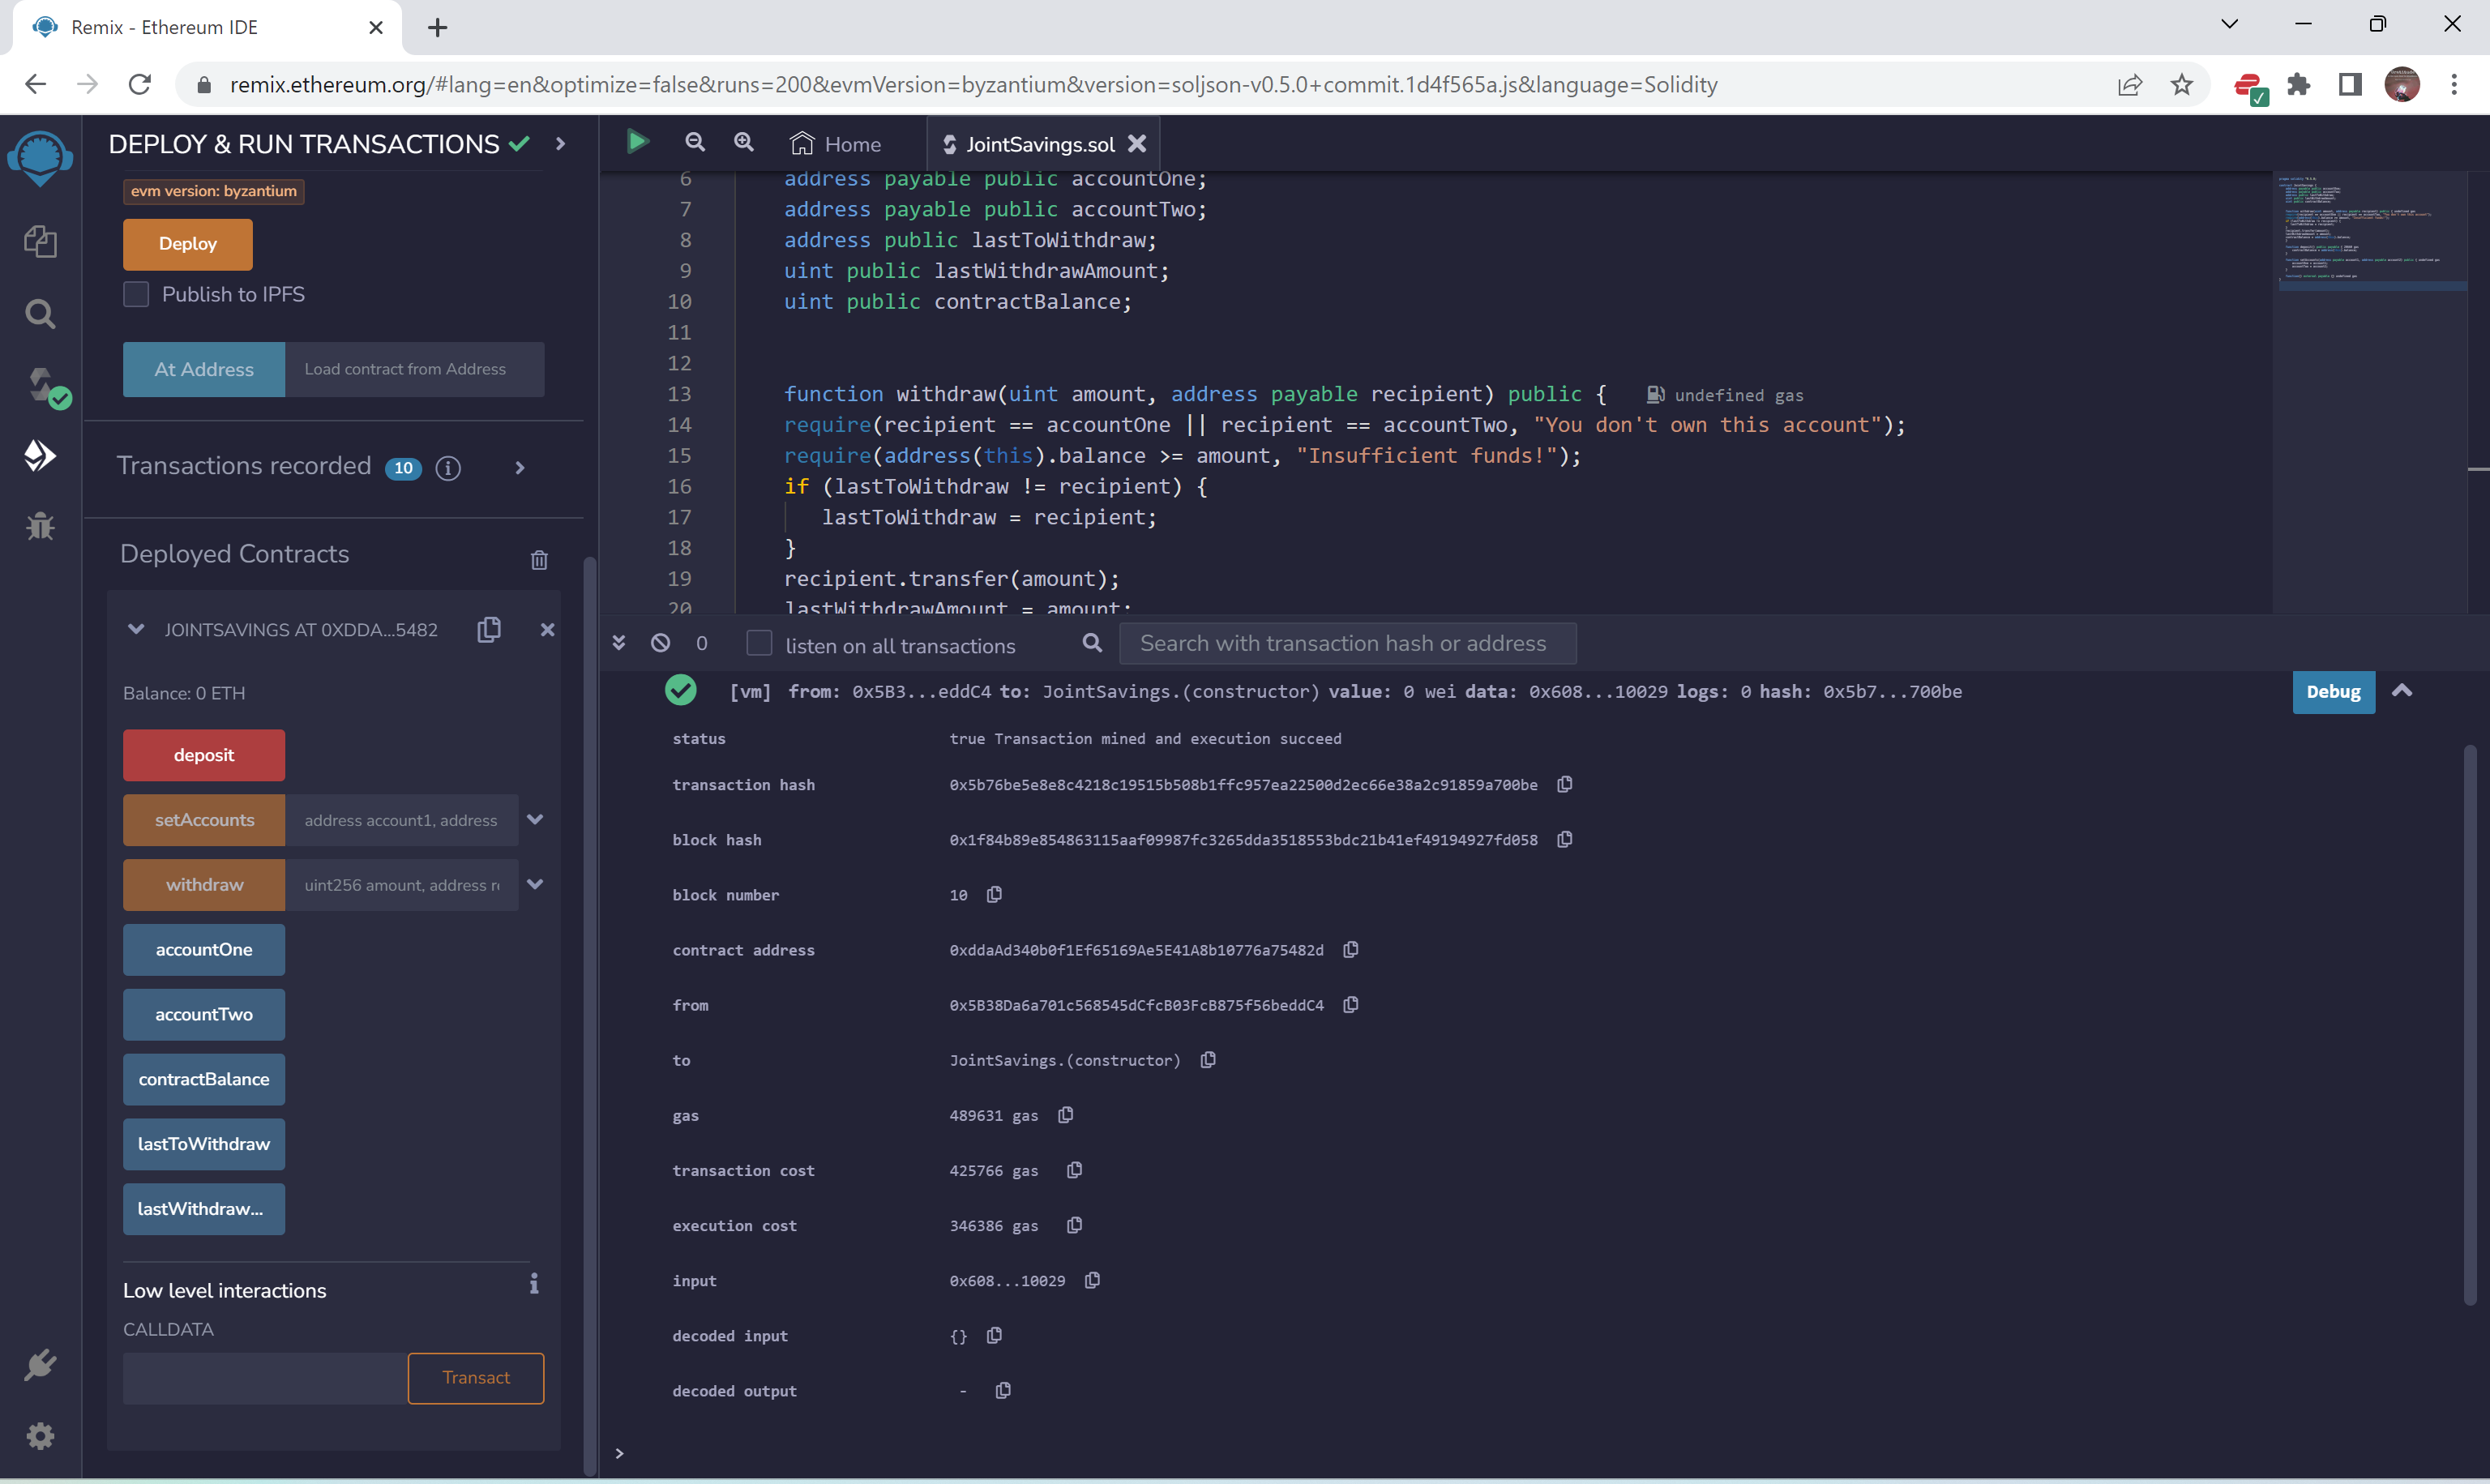 Remix - Ethereum IDE
remix.ethereum.org/#lang=en&optimize=false&runs=200&evmVersion=byzantium&version=soljson-v0.5.0+commit.1d4f565a.js&language=Solidity
DEPLOY & RUN TRANSACTIONS
evm version: byzantium
Deploy
Publish to IPFS
At Address Load contract from Address
Transactions recorded 10 i
Deployed Contracts
JOINTSAVINGS AT 0XDDA...5482
Balance: 0 ETH
deposit
setAccounts address account1, address
withdraw uint256 amount, address re
accountOne
accountTwo
contractBalance
lastToWithdraw
lastWithdraw...
Low level interactions i
CALLDATA
Transact
Home JointSavings.sol
6 address payable public accountOne;
7 address payable public accountTwo;
8 address public lastToWithdraw;
9 uint public lastWithdrawAmount;
10 uint public contractBalance;
11
12
13 function withdraw(uint amount, address payable recipient) public { undefined gas
14 require(recipient == accountOne || recipient == accountTwo, "You don't own this account");
15 require(address(this).balance >= amount, "Insufficient funds!");
16 if (lastToWithdraw != recipient) {
17 lastToWithdraw = recipient;
18 }
19 recipient.transfer(amount);
20 lastWithdrawAmount = amount;
0 listen on all transactions Search with transaction hash or address
[vm] from: 0x5B3...eddC4 to: JointSavings.(constructor) value: 0 wei data: 0x608...10029 logs: 0 hash: 0x5b7...700be Debug
status true Transaction mined and execution succeed
transaction hash 0x5b76be5e8e8c4218c19515b508b1ffc957ea22500d2ec66e38a2c91859a700be
block hash 0x1f84b89e854863115aaf09987fc3265dda3518553bdc21b41ef49194927fd058
block number 10
contract address 0xddaAd340b0f1Ef65169Ae5E41A8b10776a75482d
from 0x5B38Da6a701c568545dCfcB03FcB875f56beddC4
to JointSavings.(constructor)
gas 489631 gas
transaction cost 425766 gas
execution cost 346386 gas
input 0x608...10029
decoded input {}
decoded output -
>